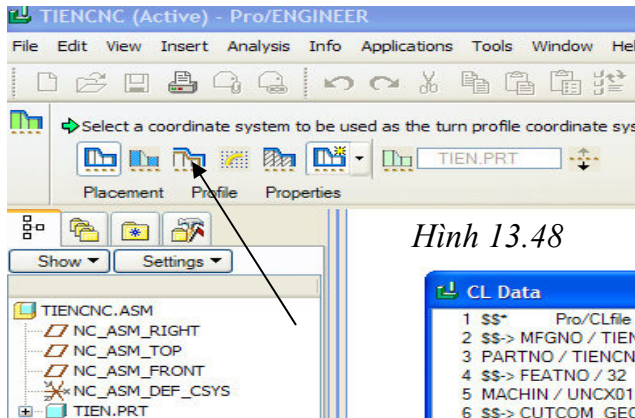 TIENCNC (Active) - Pro/ENGINEER
File Edit View Insert Analysis Info Applications Tools Window Hel
Select a coordinate system to be used as the turn profile coordinate sys
TIEN.PRT
Placement Profile Properties
Hình 13.48
Show Settings
CL Data
TIENCNC.ASM
NC_ASM_RIGHT
NC_ASM_TOP
NC_ASM_FRONT
NC_ASM_DEF_CSYS
TIEN.PRT
1 $$* Pro/CLfile
2 $$-> MFGNO / TIEN
3 PARTNO / TIENCN
4 $$-> FEATNO / 32
5 MACHIN / UNCX01
6 $$-> CUTCOM_GEO